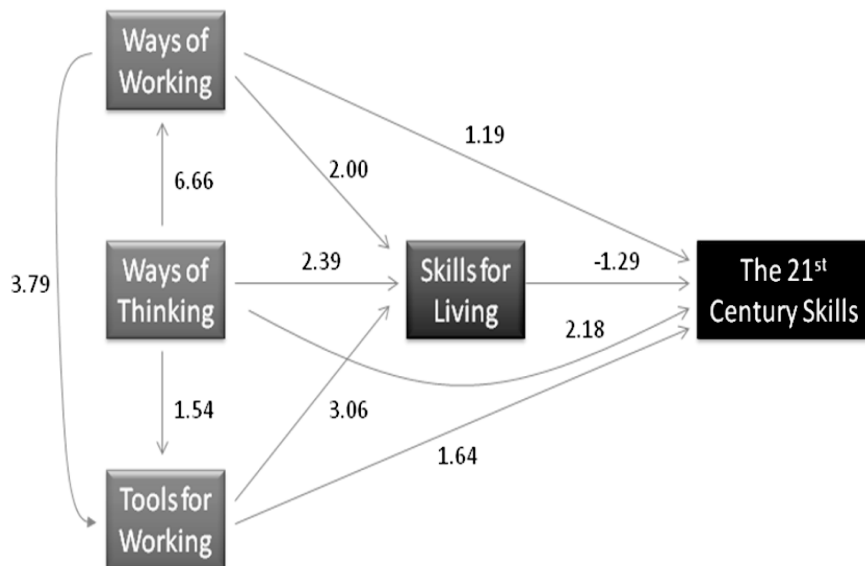 Ways of
Working
1.19
2.00
6.66
3.79
Ways of
Thinking
2.39
Skills for
Living
-1.29
The 21st
Century Skills
2.18
1.54
3.06
1.64
Tools for
Working